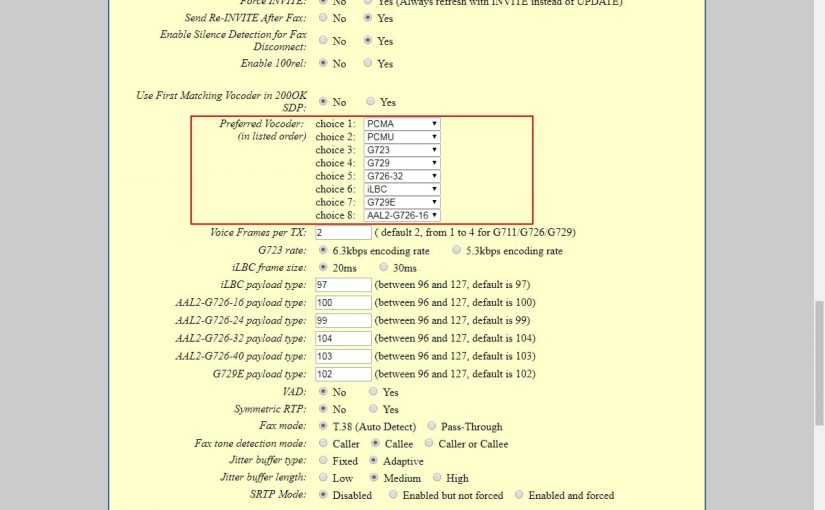 Force INVITE: No Yes (Always refresh with INVITE instead of UPDATE)
Send Re-INVITE After Fax: No Yes
Enable Silence Detection for Fax
Disconnect: No Yes
Enable 100rel: No Yes
Use First Matching Vocoder in 200OK
SDP: No Yes
Preferred Vocoder: choice 1: PCMA
(in listed order) choice 2: PCMU
choice 3: G723
choice 4: G729
choice 5: G726-32
choice 6: iLBC
choice 7: G729E
choice 8: AAL2-G726-16
Voice Frames per TX: 2 ( default 2, from 1 to 4 for G711/G726/G729)
G723 rate: 6.3kbps encoding rate 5.3kbps encoding rate
iLBC frame size: 20ms 30ms
iLBC payload type: 97 (between 96 and 127, default is 97)
AAL2-G726-16 payload type: 100 (between 96 and 127, default is 100)
AAL2-G726-24 payload type: 99 (between 96 and 127, default is 99)
AAL2-G726-32 payload type: 104 (between 96 and 127, default is 104)
AAL2-G726-40 payload type: 103 (between 96 and 127, default is 103)
G729E payload type: 102 (between 96 and 127, default is 102)
VAD: No Yes
Symmetric RTP: No Yes
Fax mode: T.38 (Auto Detect) Pass-Through
Fax tone detection mode: Caller Callee Caller or Callee
Jitter buffer type: Fixed Adaptive
Jitter buffer length: Low Medium High
SRTP Mode: Disabled Enabled but not forced Enabled and forced